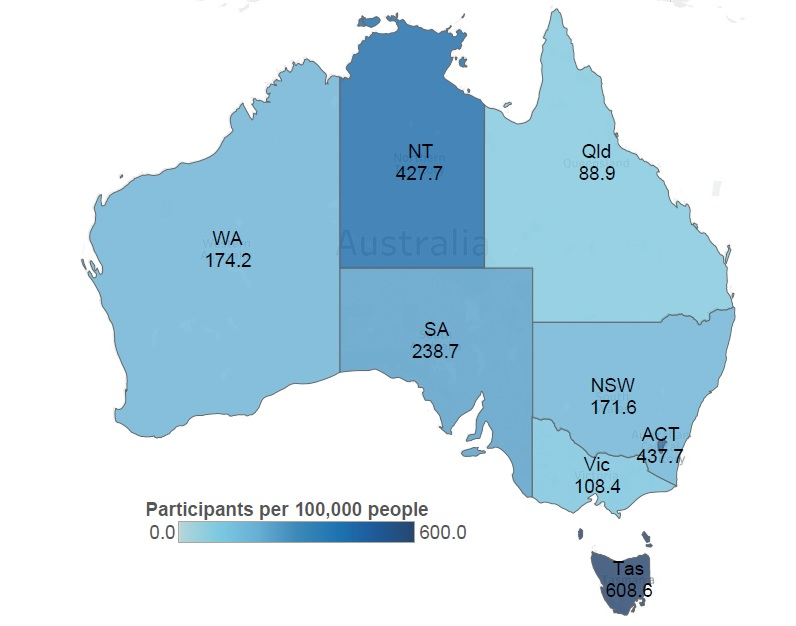 NT
427.7
Qld
88.9
Australia
WA
174.2
SA
238.7
NSW
171.6
ACT
437.7
Vic
108.4
Participants per 100,000 people
0.0
600.0
Tas
608.6